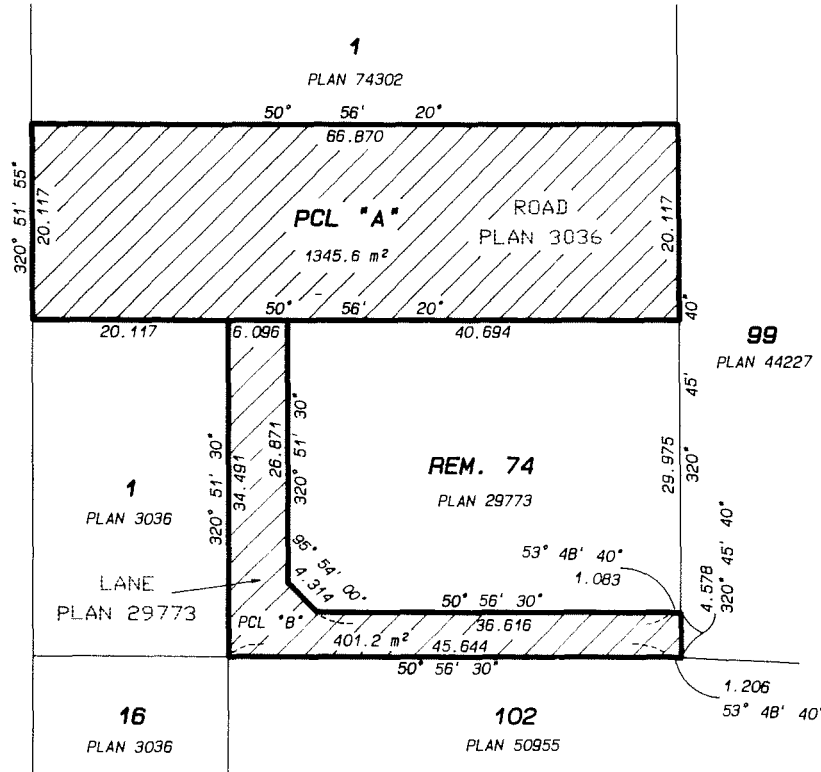 1
PLAN 74302
50° 56' 20"
66.870
320° 51' 55"
20.117
PCL "A"
1345.6 m²
ROAD
PLAN 3036
20.117
50° 56' 20"
20.117
6.096
40.694
320° 45' 40"
99
PLAN 44227
1
PLAN 3036
320° 51' 30"
34.491
26.871
320° 51' 30"
REM. 74
PLAN 29773
29.975
LANE
PLAN 29773
95° 54' 00"
4.314
53° 48' 40"
1.083
4.578
320° 45' 40"
50° 56' 30"
36.616
PCL "B"
401.2 m²
45.644
50° 56' 30"
1.206
53° 48' 40"
16
PLAN 3036
102
PLAN 50955